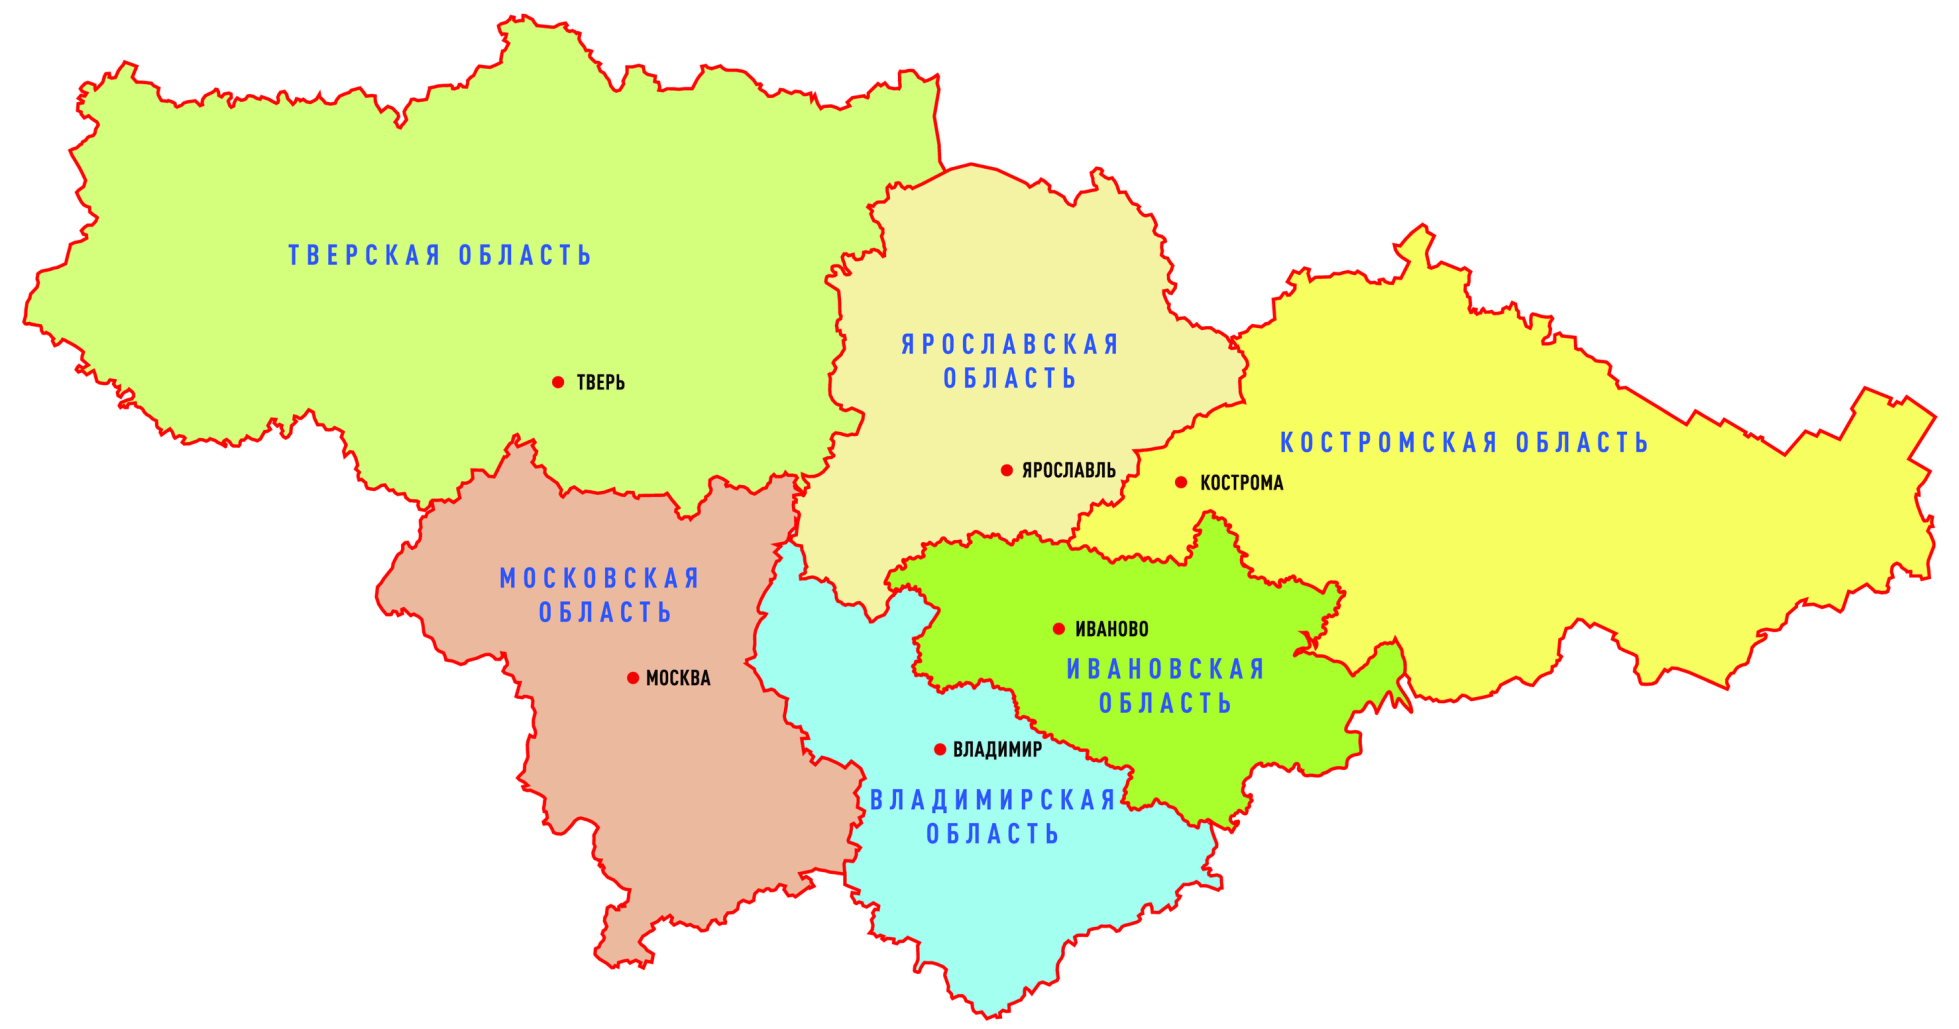 ТВЕРСКАЯ ОБЛАСТЬ
ТВЕРЬ
ЯРОСЛАВСКАЯ
ОБЛАСТЬ
ЯРОСЛАВЛЬ
КОСТРОМСКАЯ ОБЛАСТЬ
КОСТРОМА
МОСКОВСКАЯ
ОБЛАСТЬ
МОСКВА
ИВАНОВО
ИВАНОВСКАЯ
ОБЛАСТЬ
ВЛАДИМИР
ВЛАДИМИРСКАЯ
ОБЛАСТЬ